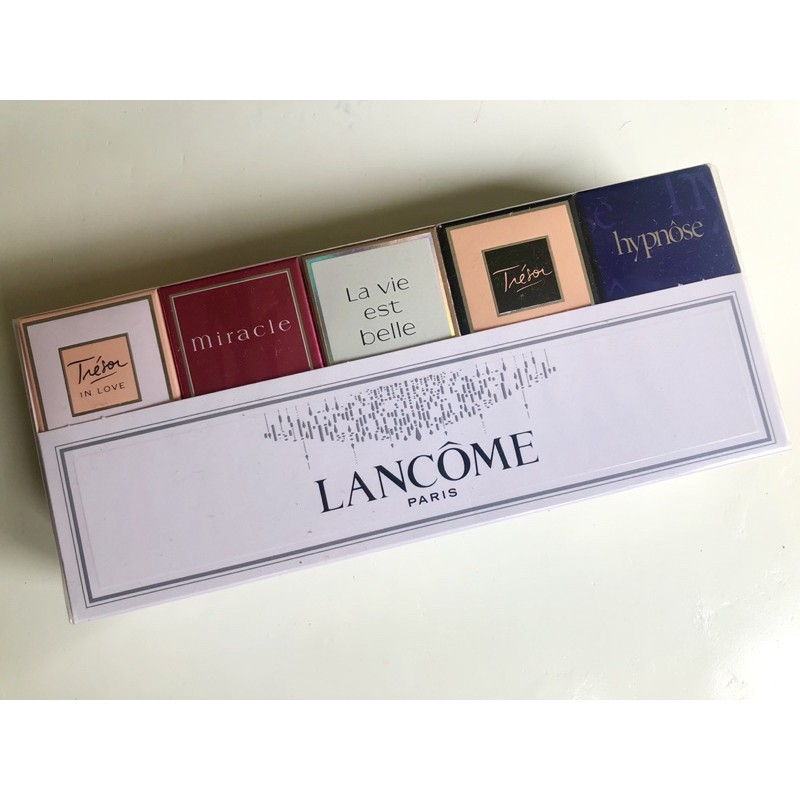 Trésor
IN LOVE
miracle
La vie
est
belle
Trésor
hypnôse
LANCÔME
PARIS